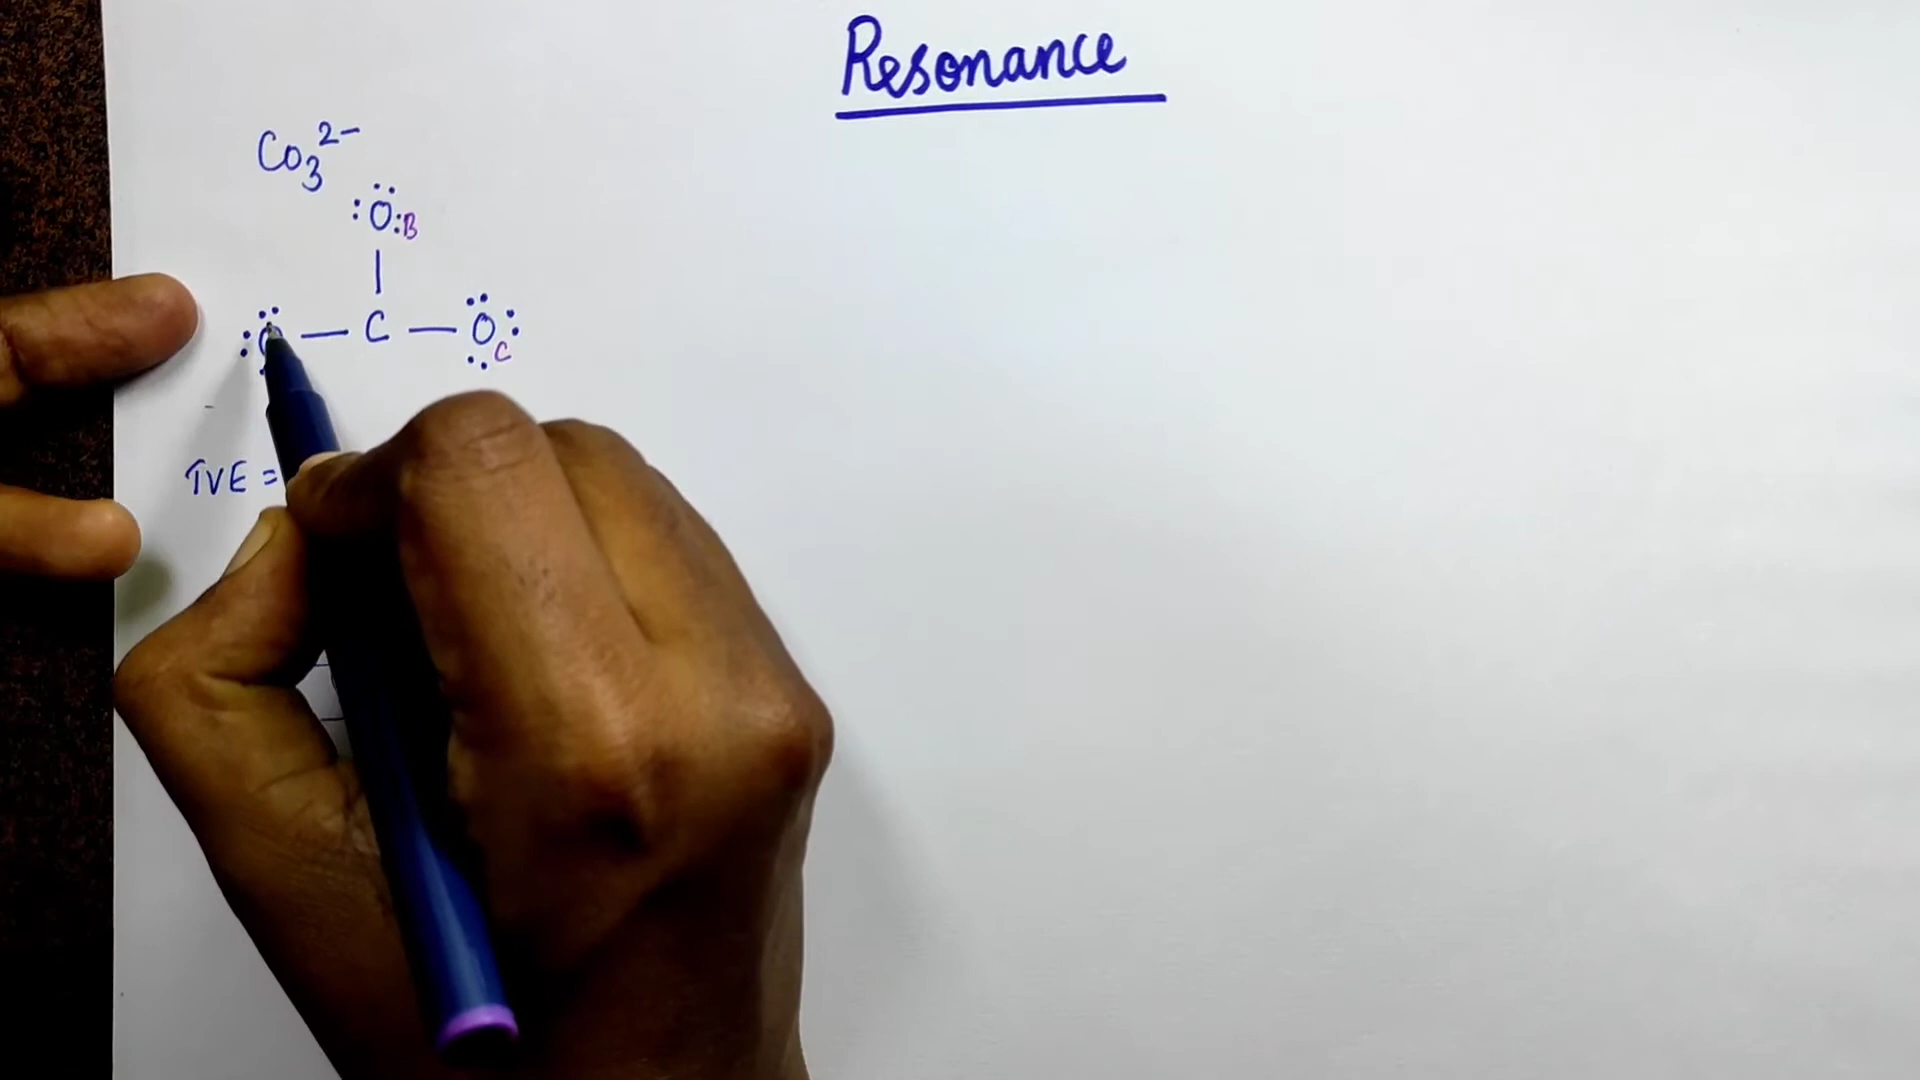 Resonance
Co3 2−
:O:B
:O — C — O: C
TVE =